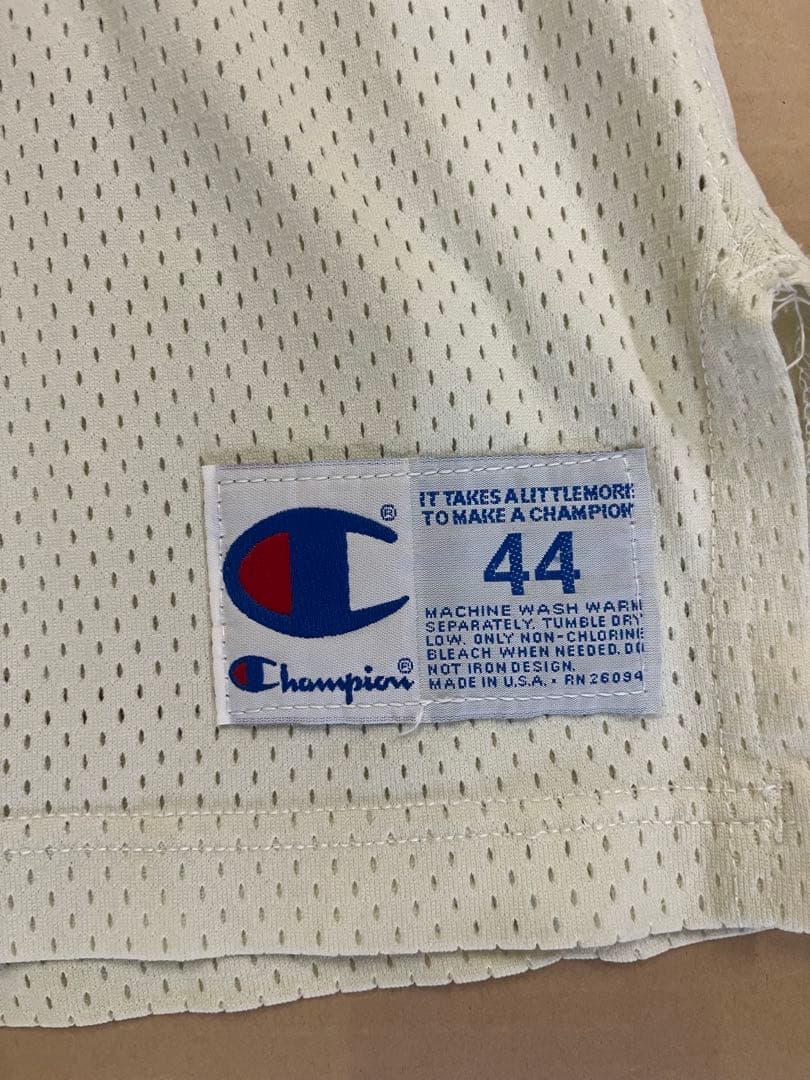 ®
IT TAKES A LITTLE MORE
TO MAKE A CHAMPION
44
MACHINE WASH WARM
SEPARATELY. TUMBLE DRY
LOW. ONLY NON-CHLORINE
BLEACH WHEN NEEDED. DO
NOT IRON DESIGN.
MADE IN U.S.A. • RN 26094
Champion®